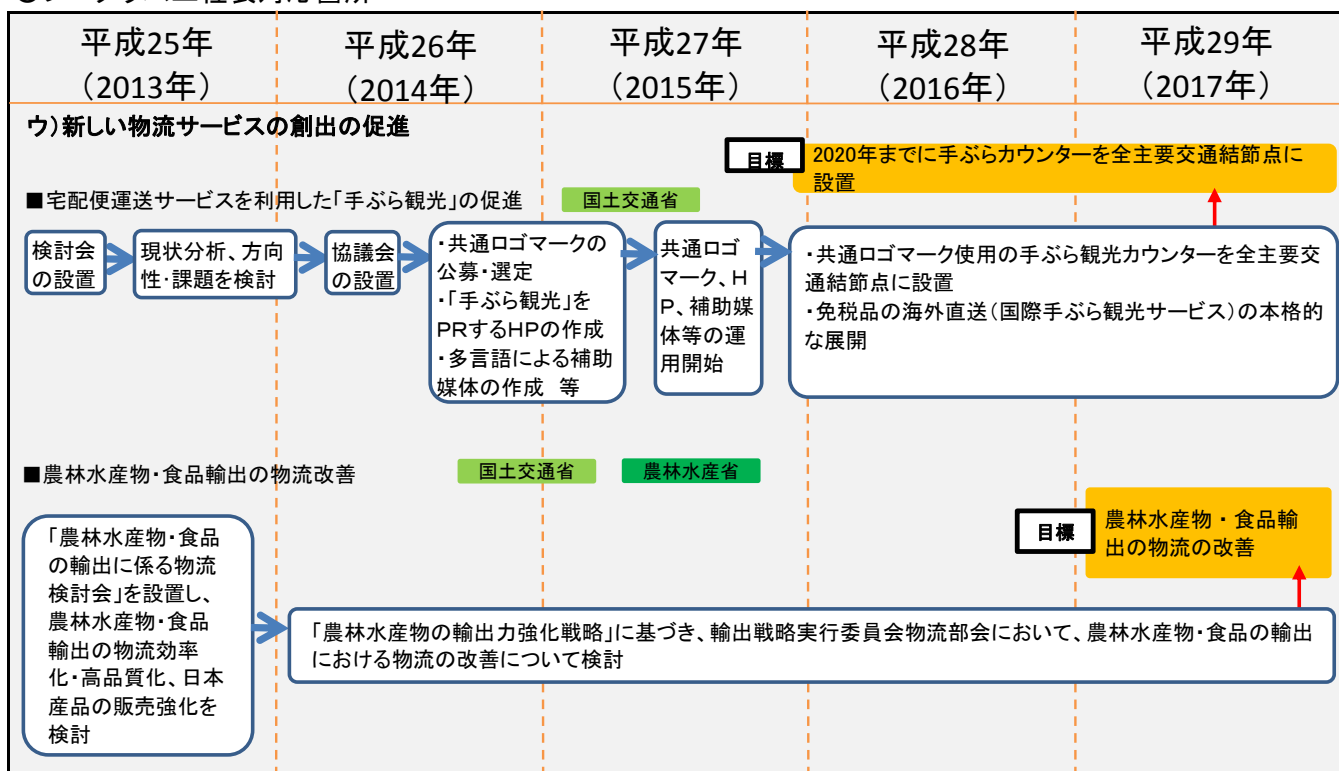 平成25年
（2013年）
平成26年
（2014年）
平成27年
（2015年）
平成28年
（2016年）
平成29年
（2017年）
ウ）新しい物流サービスの創出の促進
目標
2020年までに手ぶらカウンターを全主要交通結節点に
設置
■宅配便運送サービスを利用した「手ぶら観光」の促進
国土交通省
検討会
の設置
現状分析、方向
性・課題を検討
協議会
の設置
・共通ロゴマークの
公募・選定
・「手ぶら観光」を
PRするHPの作成
・多言語による補助
媒体の作成　等
共通ロゴ
マーク、H
P、補助媒
体等の運
用開始
・共通ロゴマーク使用の手ぶら観光カウンターを全主要交
通結節点に設置
・免税品の海外直送（国際手ぶら観光サービス）の本格的
な展開
■農林水産物・食品輸出の物流改善
国土交通省
農林水産省
目標
農林水産物・食品輸
出の物流の改善
「農林水産物・食品
の輸出に係る物流
検討会」を設置し、
農林水産物・食品
輸出の物流効率
化・高品質化、日本
産品の販売強化を
検討
「農林水産物の輸出力強化戦略」に基づき、輸出戦略実行委員会物流部会において、農林水産物・食品の輸出
における物流の改善について検討